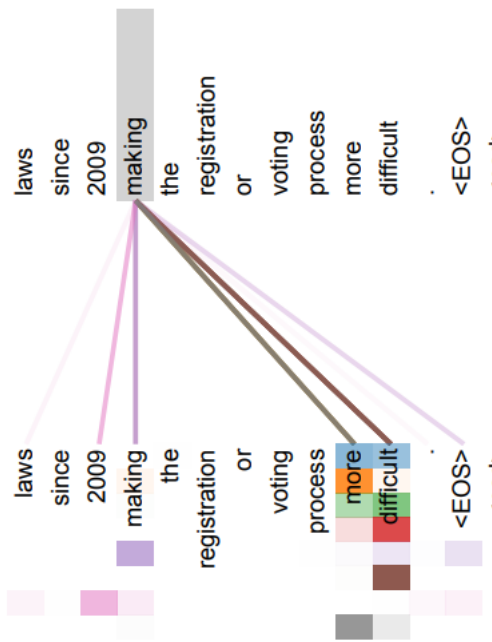 laws since 2009 making the registration or voting process more difficult . <EOS>
laws since 2009 making the registration or voting process more difficult . <EOS>